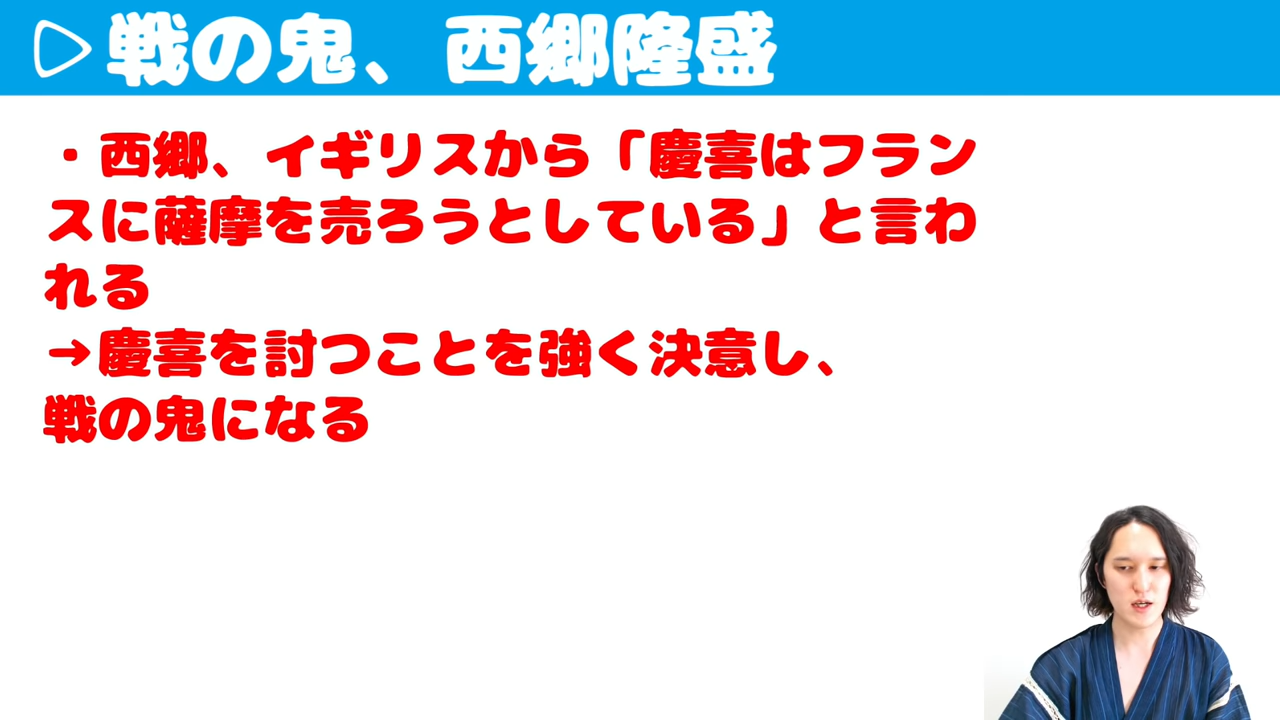 戦の鬼、西郷隆盛
・西郷、イギリスから「慶喜はフラン
スに薩摩を売ろうとしている」と言わ
れる
→慶喜を討つことを強く決意し、
戦の鬼になる